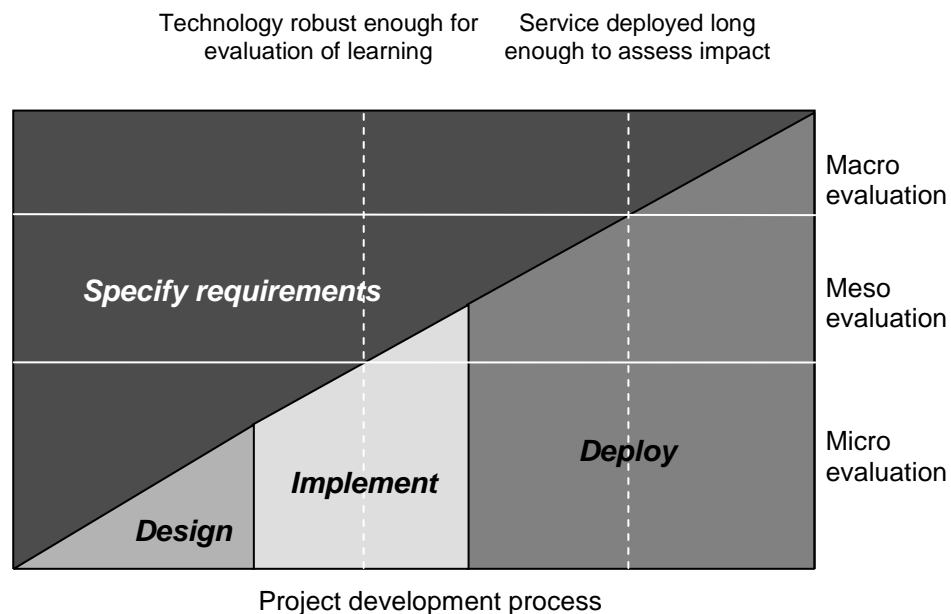 Technology robust enough for
evaluation of learning
Service deployed long
enough to assess impact
Macro
evaluation
Specify requirements
Meso
evaluation
Micro
evaluation
Deploy
Implement
Design
Project development process